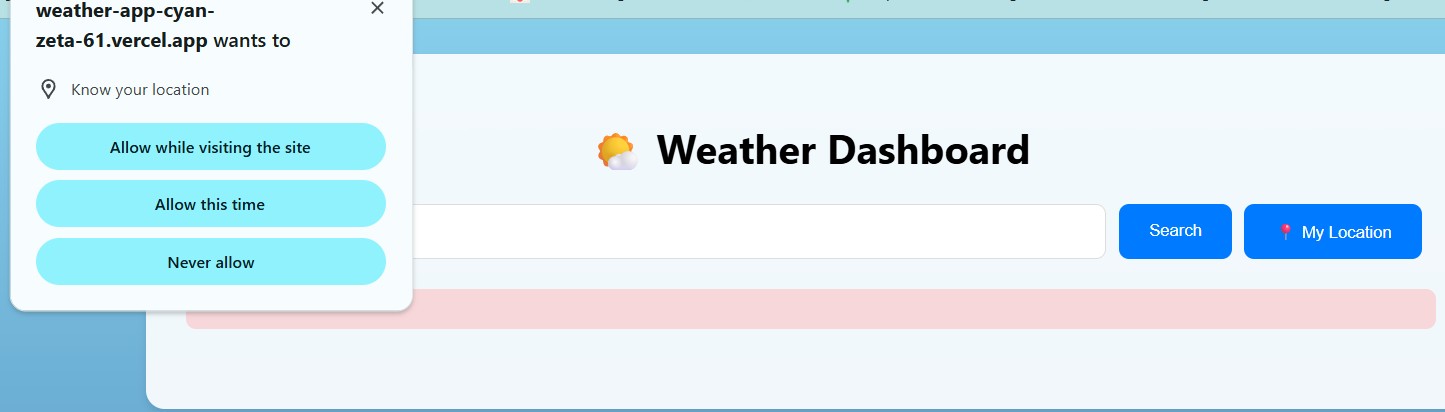 weather-app-cyan-
zeta-61.vercel.app wants to
Know your location
Allow while visiting the site
Allow this time
Never allow
Weather Dashboard
Search
My Location